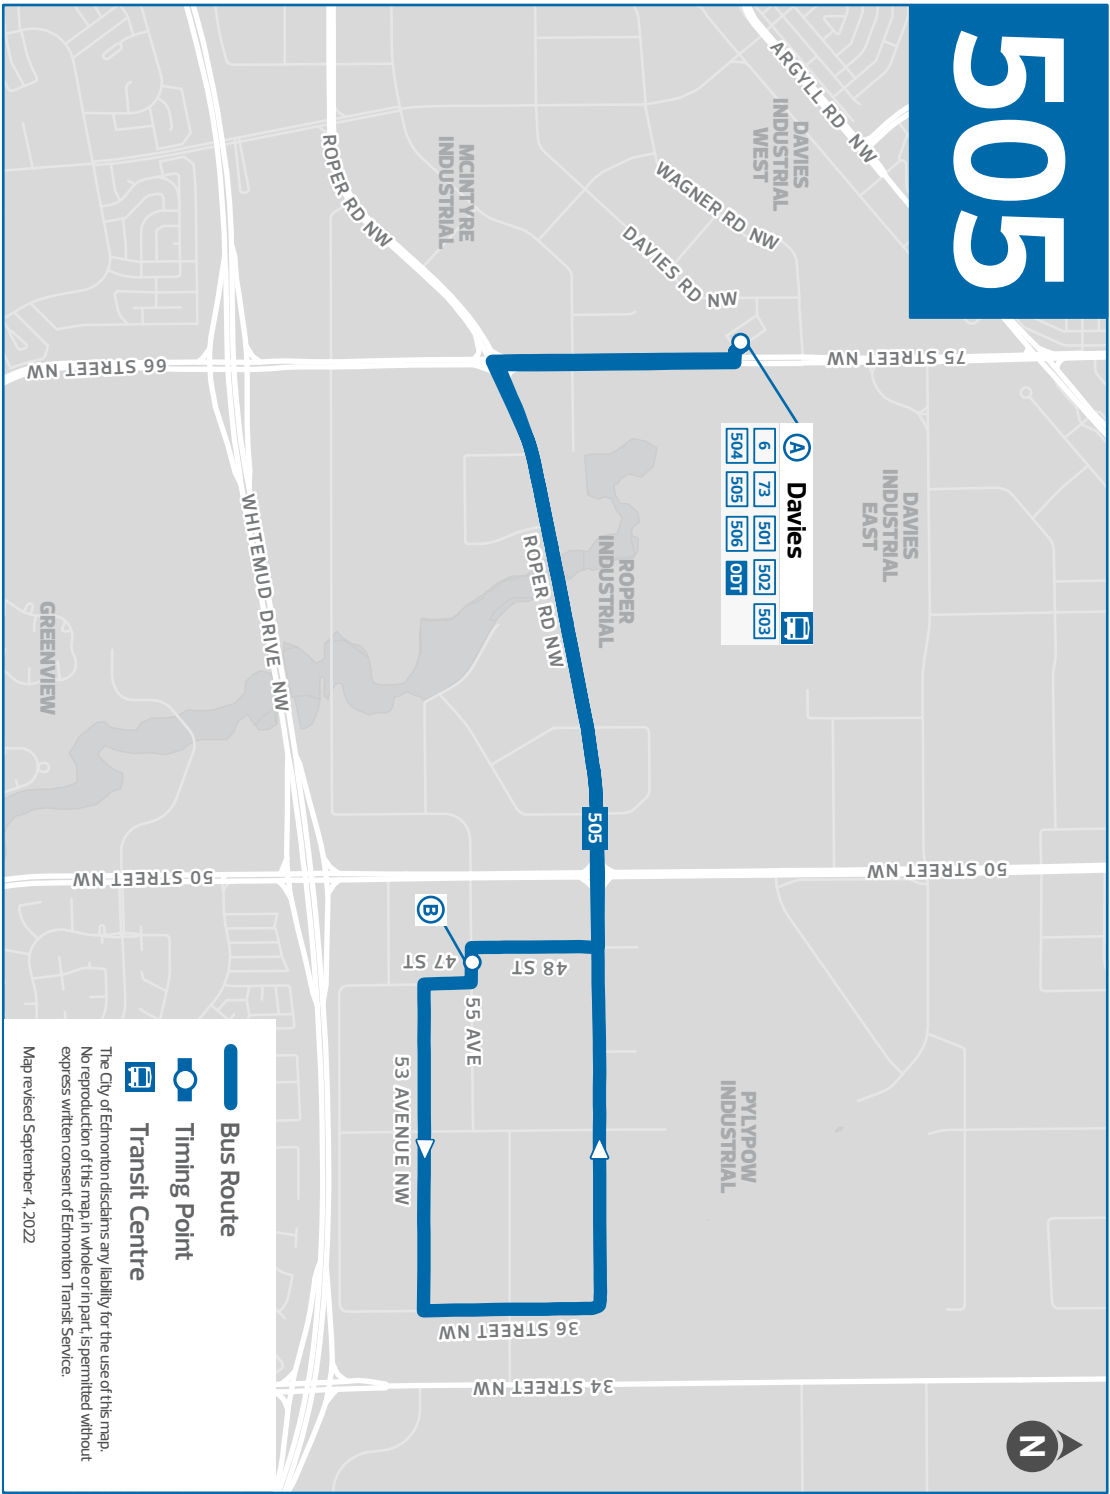 505
ARGYLL RD NW
DAVIES
INDUSTRIAL
WEST
WAGNER RD NW
DAVIES RD NW
75 STREET NW
MCINTYRE
INDUSTRIAL
ROPER RD NW
66 STREET NW
A Davies
6 73 501 502 503
504 505 506 ODT
DAVIES
INDUSTRIAL
EAST
ROPER
INDUSTRIAL
ROPER RD NW
WHITEMUD DRIVE NW
GREENVIEW
505
50 STREET NW
50 STREET NW
B
47 ST
48 ST
55 AVE
53 AVENUE NW
PYLYPOW
INDUSTRIAL
36 STREET NW
34 STREET NW
N
Bus Route
Timing Point
Transit Centre
The City of Edmonton disclaims any liability for the use of this map.
No reproduction of this map, in whole or in part, is permitted without
express written consent of Edmonton Transit Service.
Map revised September 4, 2022